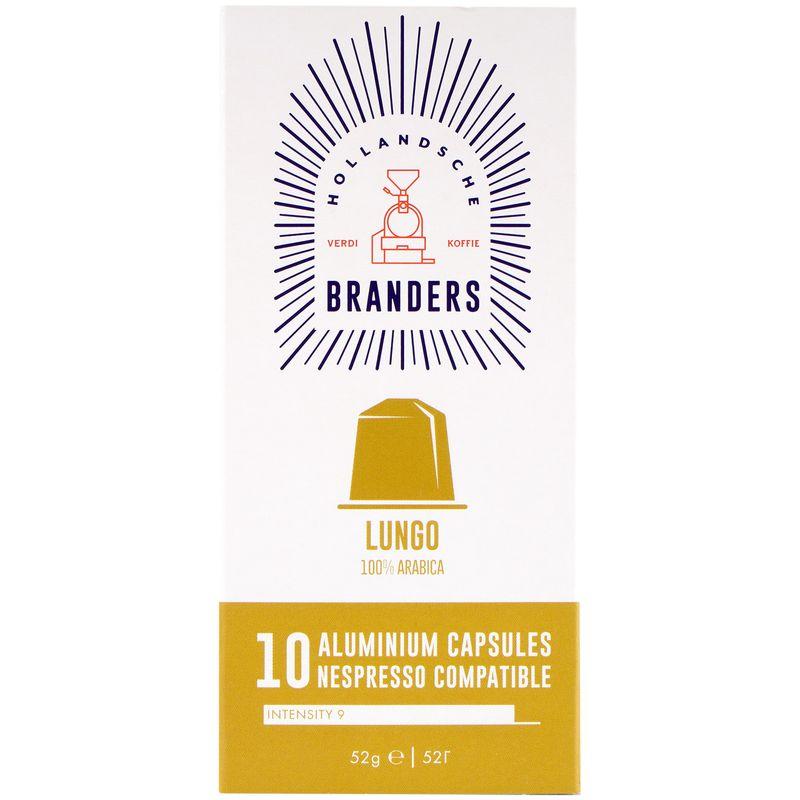 HOLLANDSCHE
VERDI KOFFIE
BRANDERS
LUNGO
100% ARABICA
10 ALUMINIUM CAPSULES
NESPRESSO COMPATIBLE
INTENSITY 9
52g ℮ | 52Г